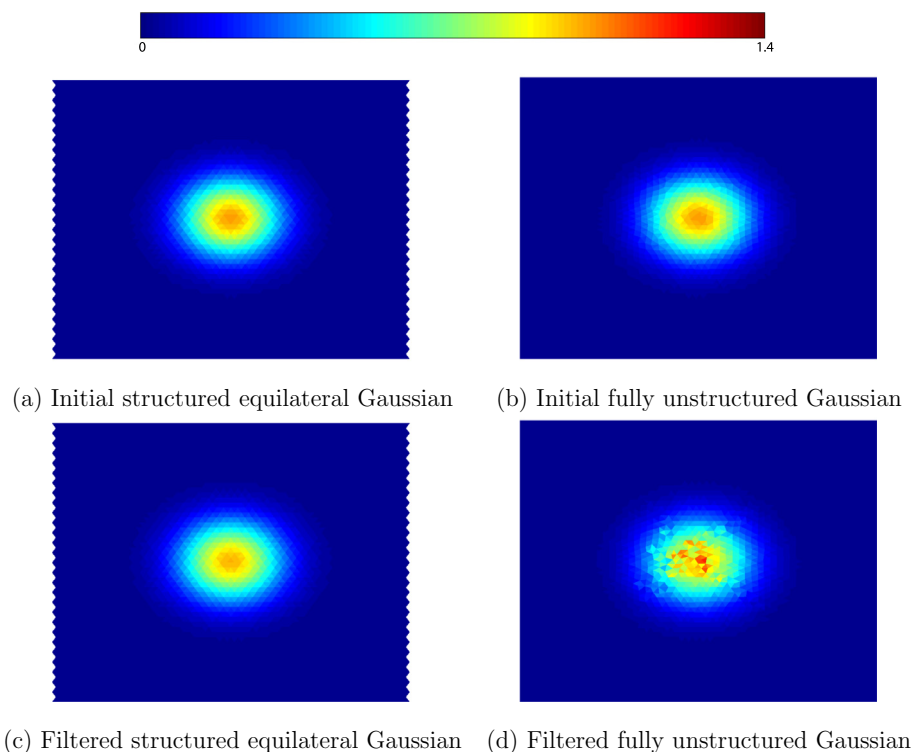 0 1.4
(a) Initial structured equilateral Gaussian
(b) Initial fully unstructured Gaussian
(c) Filtered structured equilateral Gaussian
(d) Filtered fully unstructured Gaussian